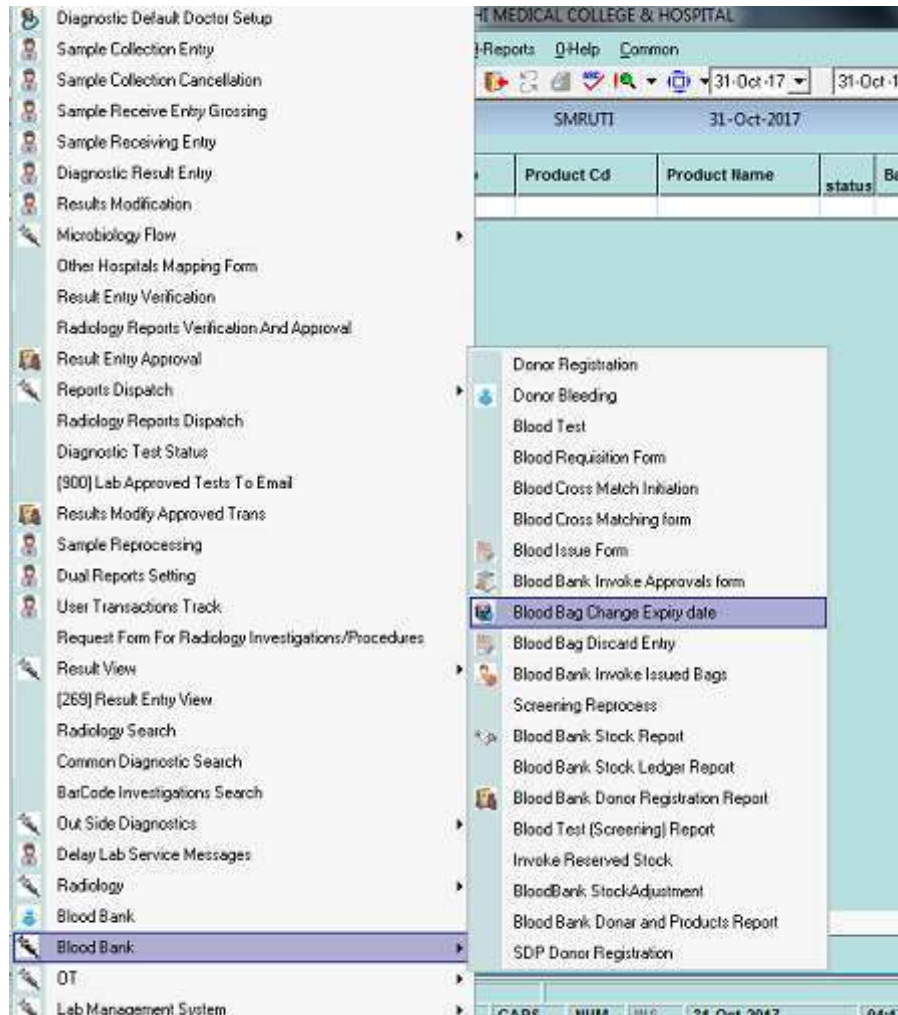 Diagnostic Default Doctor Setup
Sample Collection Entry
Sample Collection Cancellation
Sample Receive Entry Grossing
Sample Receiving Entry
Diagnostic Result Entry
Results Modification
Microbiology Flow
Other Hospitals Mapping Form
Result Entry Verification
Radiology Reports Verification And Approval
Result Entry Approval
Reports Dispatch
Radiology Reports Dispatch
Diagnostic Test Status
[900] Lab Approved Tests To Email
Results Modify Approved Trans
Sample Reprocessing
Dual Reports Setting
User Transactions Track
Request Form For Radiology Investigations/Procedures
Result View
[269] Result Entry View
Radiology Search
Common Diagnostic Search
BarCode Investigations Search
Out Side Diagnostics
Delay Lab Service Messages
Radiology
Blood Bank
Blood Bank
OT
Lab Management System
MEDICAL COLLEGE & HOSPITAL
Reports Q-Help Common
31-Oct-17
SMRUTI 31-Oct-2017
Product Cd Product Name status
Donor Registration
Donor Bleeding
Blood Test
Blood Requisition Form
Blood Cross Match Initiation
Blood Cross Matching form
Blood Issue Form
Blood Bank Invoke Approvals form
Blood Bag Change Expiry date
Blood Bag Discard Entry
Blood Bank Invoke Issued Bags
Screening Reprocess
Blood Bank Stock Report
Blood Bank Stock Ledger Report
Blood Bank Donor Registration Report
Blood Test (Screening) Report
Invoke Reserved Stock
BloodBank StockAdjustment
Blood Bank Donar and Products Report
SDP Donor Registration
CAPS NUM INS 31-Oct-2017